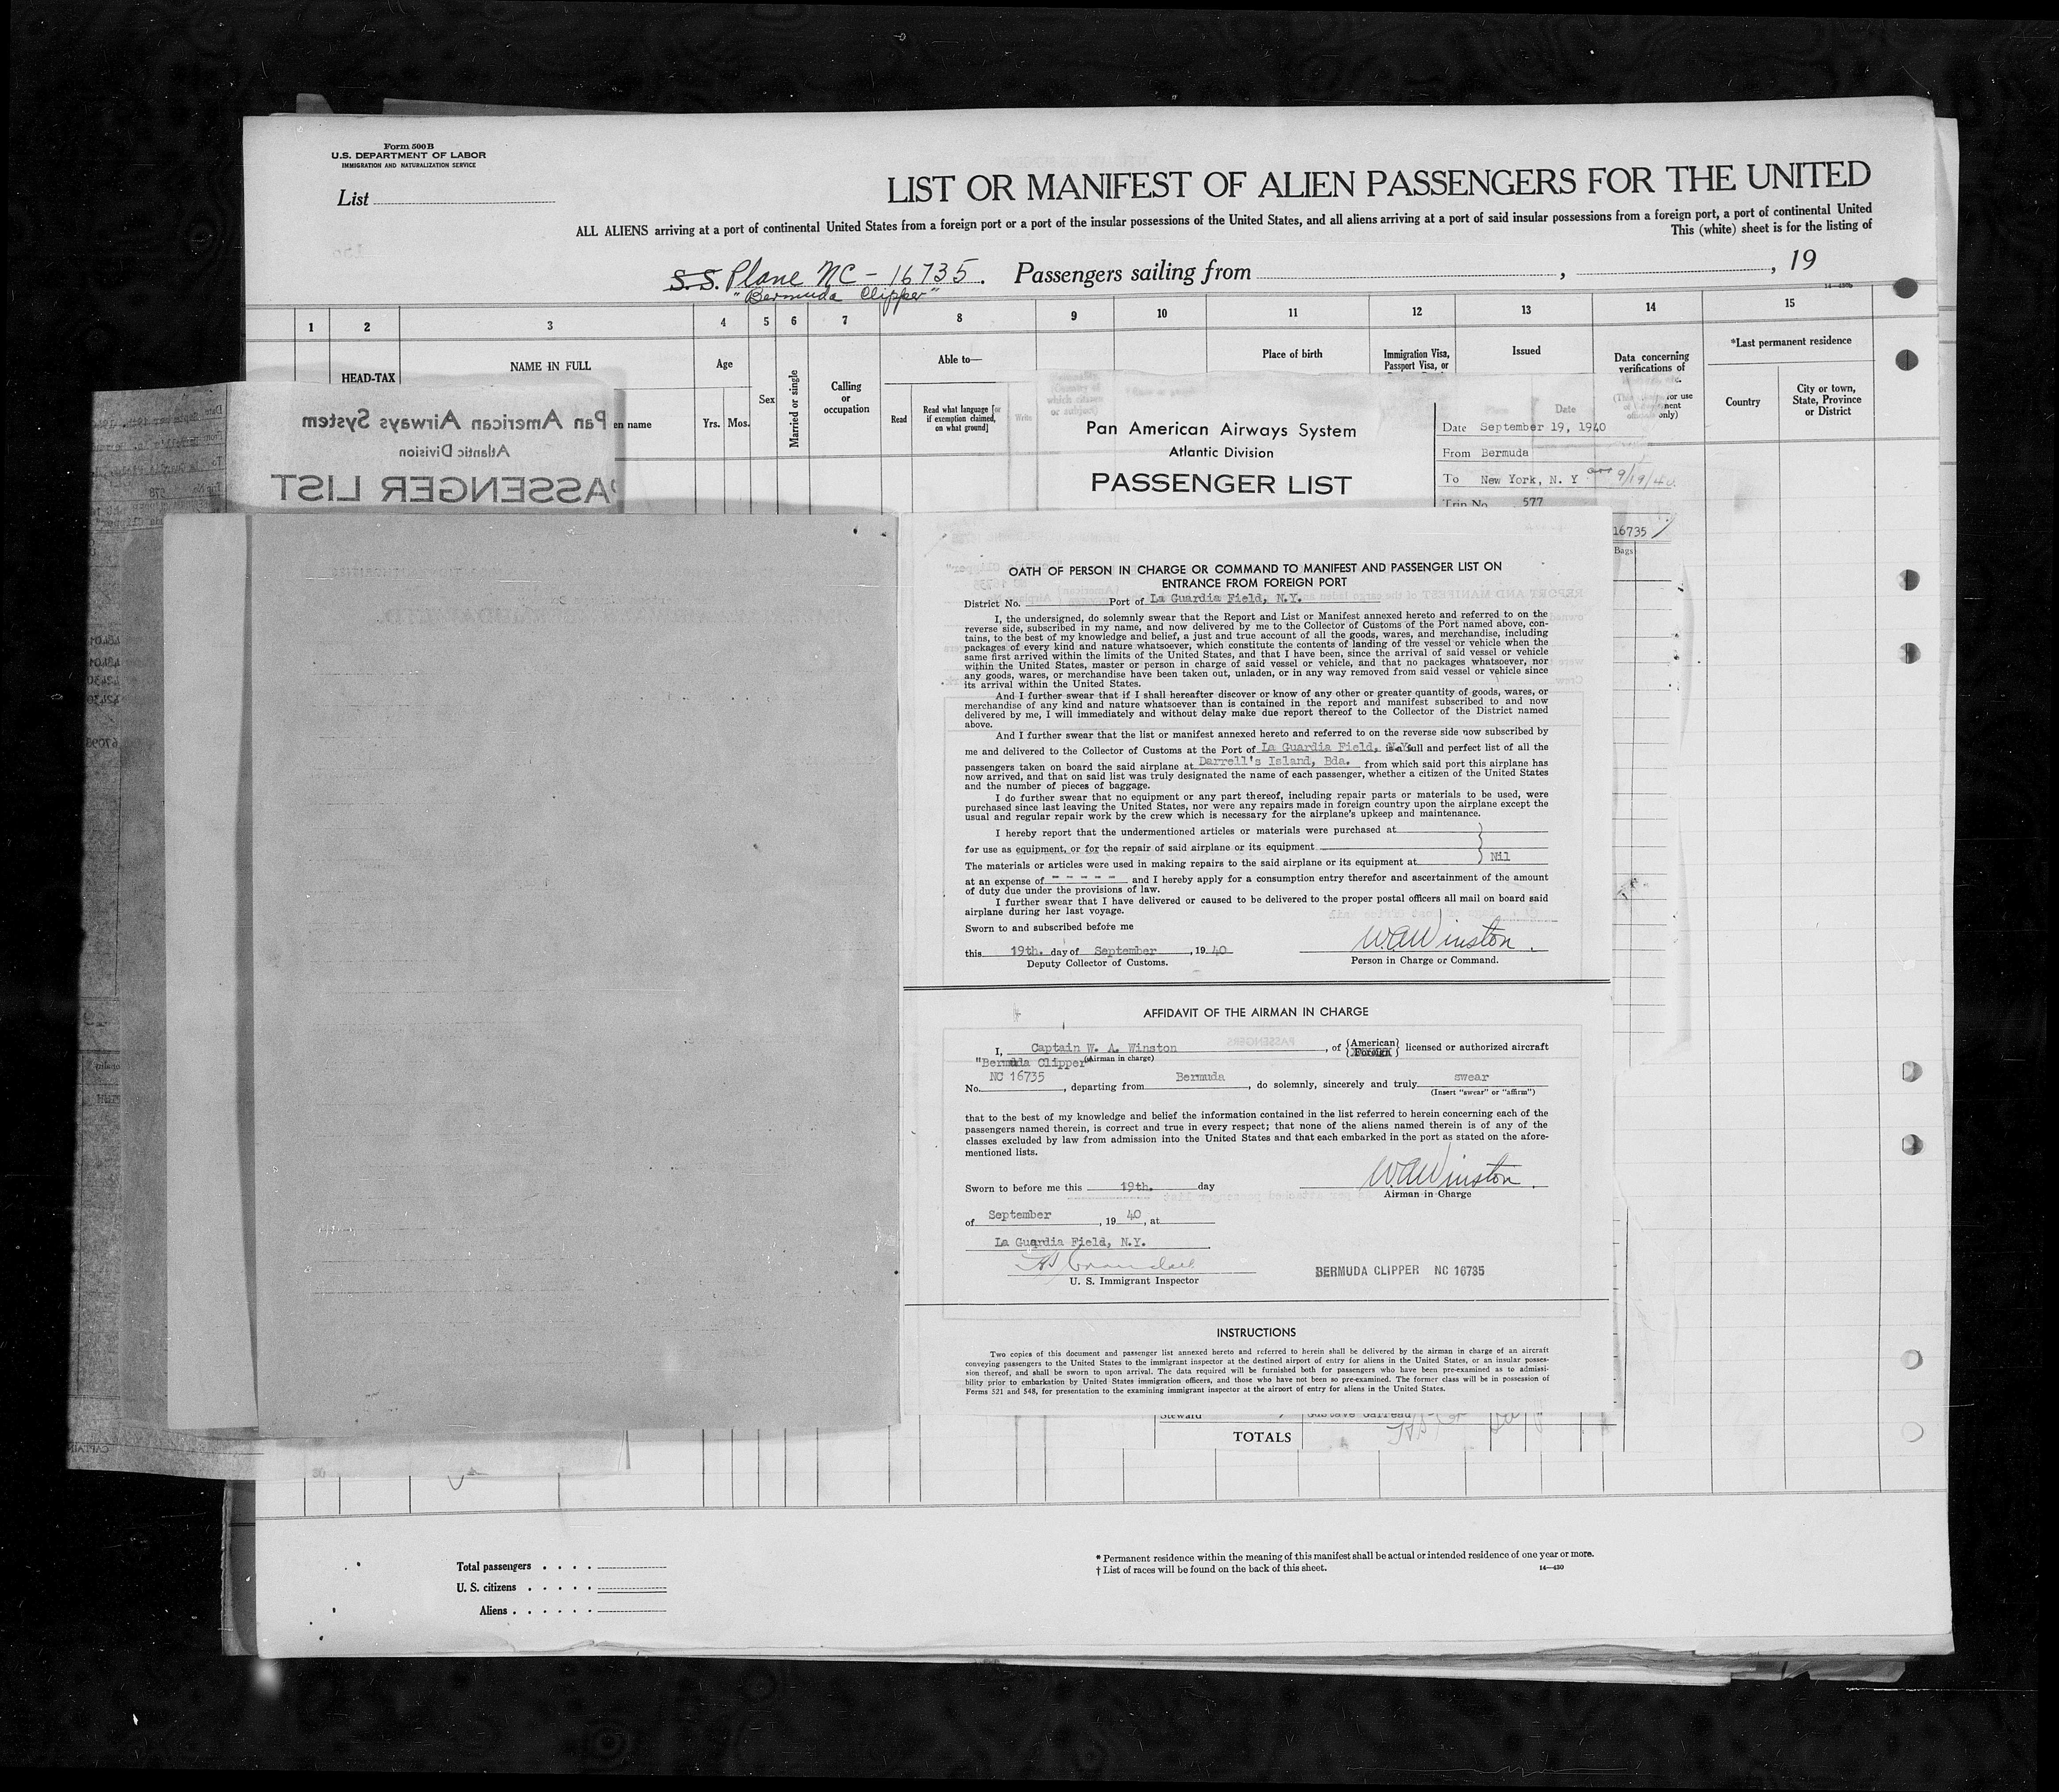 Form 500B
U.S. DEPARTMENT OF LABOR
IMMIGRATION AND NATURALIZATION SERVICE
List
LIST OR MANIFEST OF ALIEN PASSENGERS FOR THE UNITED
ALL ALIENS arriving at a port of continental United States from a foreign port or a port of the insular possessions of the United States, and all aliens arriving at a port of said insular possessions from a foreign port, a port of continental United
This (white) sheet is for the listing of
S.S. Plane NC-16735. Passengers sailing from , , 19
"Bermuda Clipper"
1 2 3 4 5 6 7 8 9 10 11 12 13 14 15
HEAD-TAX
NAME IN FULL
en name
Age
Yrs. Mos.
Sex
Married or single
Calling
or
occupation
Able to—
Read
Read what language [or
if exemption claimed,
on what ground]
Write
Place of birth
Immigration Visa,
Passport Visa, or
Issued
Place Date
Data concerning
verifications of
for use
only)
*Last permanent residence
Country
City or town,
State, Province
or District
Pan American Airways System
Atlantic Division
PASSENGER LIST
Pan American Airways System
Atlantic Division
PASSENGER LIST
Date September 19, 1940
From Bermuda
To New York, N. Y arr 9/19/40.
Trip No. 577
16735
Bags
OATH OF PERSON IN CHARGE OR COMMAND TO MANIFEST AND PASSENGER LIST ON
ENTRANCE FROM FOREIGN PORT
District No. Port of La Guardia Field, N.Y.
I, the undersigned, do solemnly swear that the Report and List or Manifest annexed hereto and referred to on the
reverse side, subscribed in my name, and now delivered by me to the Collector of Customs of the Port named above, con-
tains, to the best of my knowledge and belief, a just and true account of all the goods, wares, and merchandise, including
packages of every kind and nature whatsoever, which constitute the contents of landing of the vessel or vehicle when the
same first arrived within the limits of the United States, and that I have been, since the arrival of said vessel or vehicle
within the United States, master or person in charge of said vessel or vehicle, and that no packages whatsoever, nor
any goods, wares, or merchandise have been taken out, unladen, or in any way removed from said vessel or vehicle since
its arrival within the United States.
And I further swear that if I shall hereafter discover or know of any other or greater quantity of goods, wares, or
merchandise of any kind and nature whatsoever than is contained in the report and manifest subscribed to and now
delivered by me, I will immediately and without delay make due report thereof to the Collector of the District named
above.
And I further swear that the list or manifest annexed hereto and referred to on the reverse side now subscribed by
me and delivered to the Collector of Customs at the Port of La Guardia Field, N.Y. is a full and perfect list of all the
passengers taken on board the said airplane at Darrell's Island, Bda. from which said port this airplane has
now arrived, and that on said list was truly designated the name of each passenger, whether a citizen of the United States
and the number of pieces of baggage.
I do further swear that no equipment or any part thereof, including repair parts or materials to be used, were
purchased since last leaving the United States, nor were any repairs made in foreign country upon the airplane except the
usual and regular repair work by the crew which is necessary for the airplane's upkeep and maintenance.
I hereby report that the undermentioned articles or materials were purchased at
for use as equipment, or for the repair of said airplane or its equipment
The materials or articles were used in making repairs to the said airplane or its equipment at Nil
at an expense of - - - - - and I hereby apply for a consumption entry therefor and ascertainment of the amount
of duty due under the provisions of law.
I further swear that I have delivered or caused to be delivered to the proper postal officers all mail on board said
airplane during her last voyage.
Sworn to and subscribed before me
this 19th. day of September , 19 40 W.A.Winston.
Deputy Collector of Customs. Person in Charge or Command.
AFFIDAVIT OF THE AIRMAN IN CHARGE
I, Captain W. A. Winston , of {American} {Foreign} licensed or authorized aircraft
"Bermuda Clipper" (Airman in charge)
No. NC 16735 , departing from Bermuda , do solemnly, sincerely and truly swear
(Insert "swear" or "affirm")
that to the best of my knowledge and belief the information contained in the list referred to herein concerning each of the
passengers named therein, is correct and true in every respect; that none of the aliens named therein is of any of the
classes excluded by law from admission into the United States and that each embarked in the port as stated on the afore-
mentioned lists.
Sworn to before me this 19th. day W.A.Winston.
Airman in Charge
of September , 19 40 , at
La Guardia Field, N.Y.
U. S. Immigrant Inspector
BERMUDA CLIPPER NC 16735
INSTRUCTIONS
Two copies of this document and passenger list annexed hereto and referred to herein shall be delivered by the airman in charge of an aircraft
conveying passengers to the United States to the immigrant inspector at the destined airport of entry for aliens in the United States, or an insular posses-
sion thereof, and shall be sworn to upon arrival. The data required will be furnished both for passengers who have been pre-examined as to admissi-
bility prior to embarkation by United States immigration officers, and those who have not been so pre-examined. The former class will be in possession of
Forms 521 and 548, for presentation to the examining immigrant inspector at the airport of entry for aliens in the United States.
Steward
TOTALS
30
Total passengers
U. S. citizens
Aliens
* Permanent residence within the meaning of this manifest shall be actual or intended residence of one year or more.
† List of races will be found on the back of this sheet.
14—430